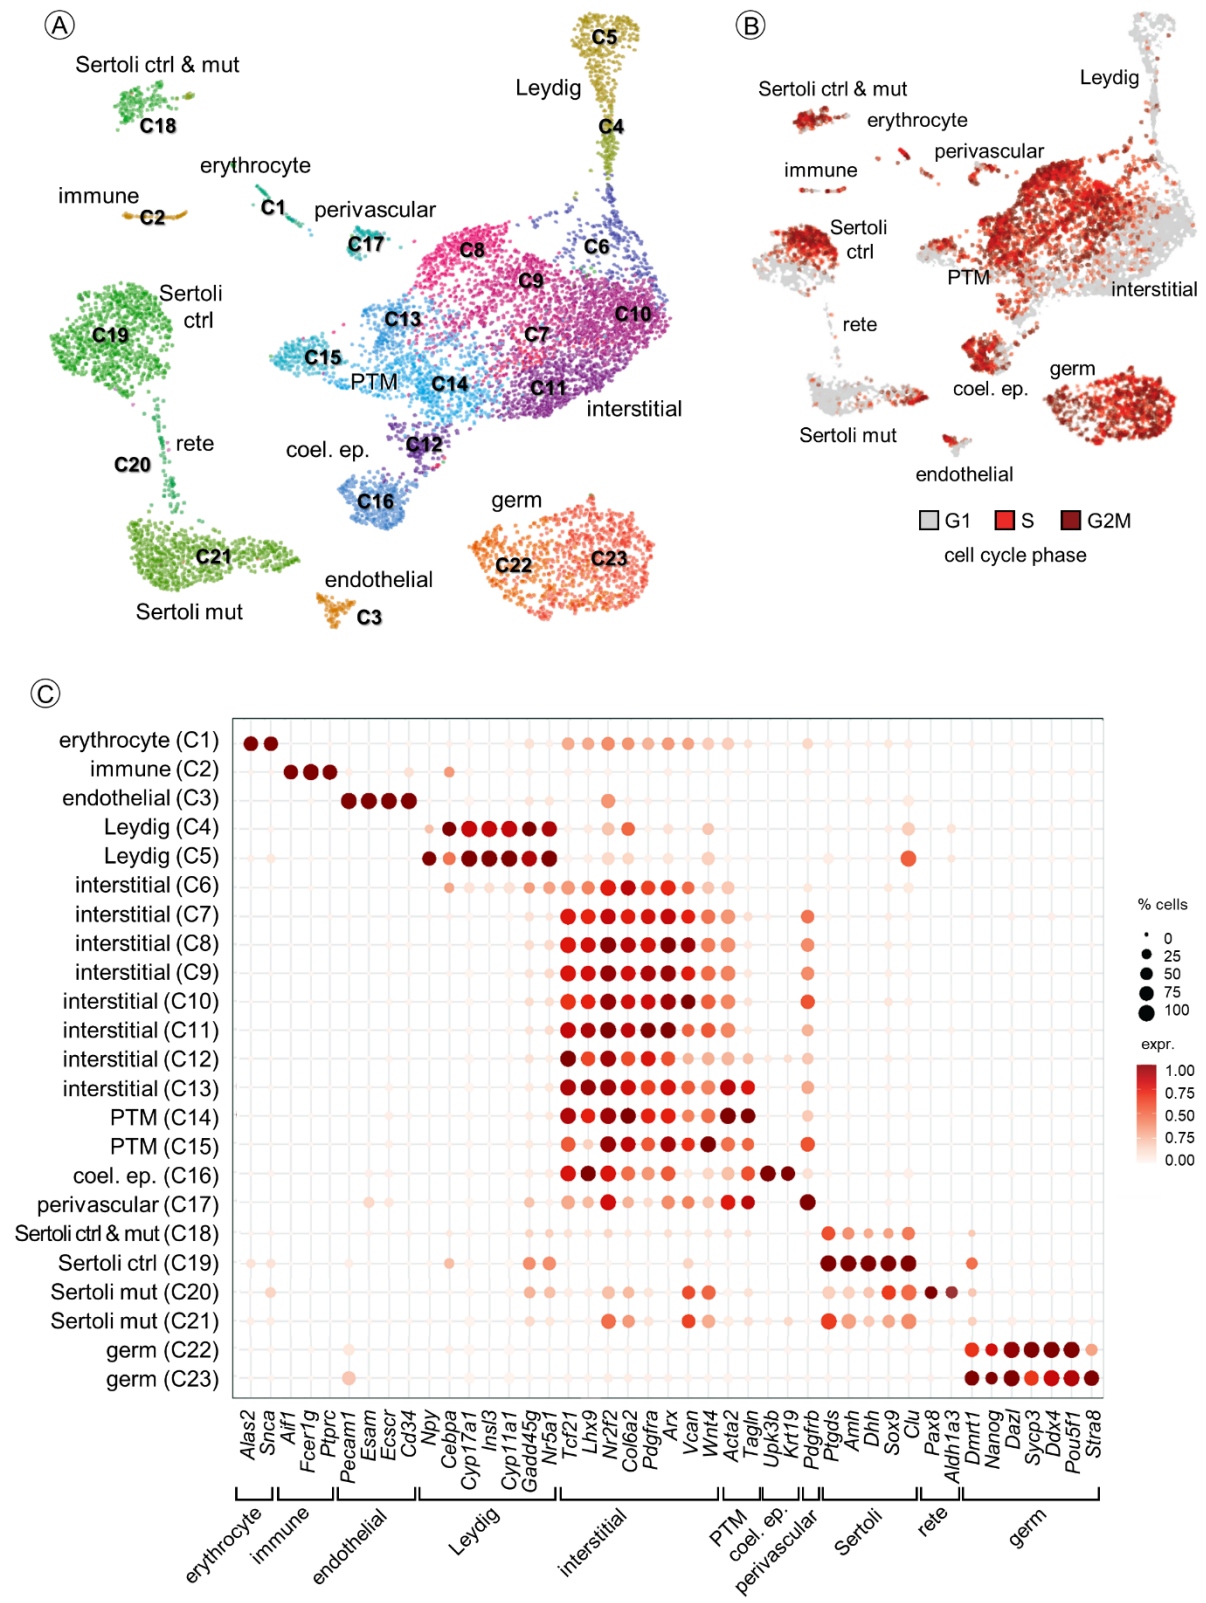 A
Sertoli ctrl & mut
C18
erythrocyte
C1
immune
C2
perivascular
C17
Leydig
C5
C4
C6
C8
C9
C10
C7
C13
C15
PTM
C14
C11
interstitial
Sertoli
ctrl
C19
rete
C20
coel. ep.
C12
C16
germ
C22
C23
C21
Sertoli mut
endothelial
C3
B
Leydig
Sertoli ctrl & mut
erythrocyte
immune
perivascular
Sertoli
ctrl
PTM
interstitial
rete
coel. ep.
germ
Sertoli mut
endothelial
G1 S G2M
cell cycle phase
C
erythrocyte (C1)
immune (C2)
endothelial (C3)
Leydig (C4)
Leydig (C5)
interstitial (C6)
interstitial (C7)
interstitial (C8)
interstitial (C9)
interstitial (C10)
interstitial (C11)
interstitial (C12)
interstitial (C13)
PTM (C14)
PTM (C15)
coel. ep. (C16)
perivascular (C17)
Sertoli ctrl & mut (C18)
Sertoli ctrl (C19)
Sertoli mut (C20)
Sertoli mut (C21)
germ (C22)
germ (C23)
% cells
0
25
50
75
100
expr.
1.00
0.75
0.50
0.75
0.00
Alas2
Snca
Aif1
Fcer1g
Ptprc
Pecam1
Esam
Ecscr
Cd34
Npy
Cebpa
Cyp17a1
Insl3
Cyp11a1
Gadd45g
Nr5a1
Tcf21
Lhx9
Nr2f2
Col6a2
Pdgfra
Arx
Vcan
Wnt4
Acta2
Tagln
Upk3b
Krt19
Pdgfrb
Ptgds
Amh
Dhh
Sox9
Clu
Pax8
Aldh1a3
Dmrt1
Nanog
Dazl
Sycp3
Ddx4
Pou5f1
Stra8
erythrocyte
immune
endothelial
Leydig
interstitial
PTM
coel. ep.
perivascular
Sertoli
rete
germ